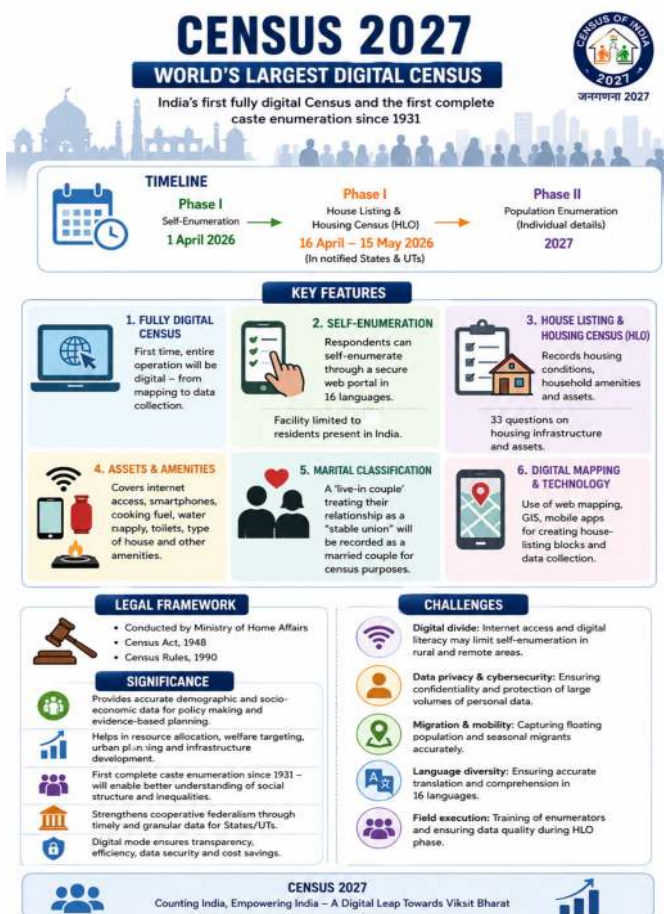 CENSUS 2027
WORLD'S LARGEST DIGITAL CENSUS
India's first fully digital Census and the first complete
caste enumeration since 1931
CENSUS OF INDIA
2027
जनगणना 2027
TIMELINE
Phase I
Self-Enumeration
1 April 2026
Phase I
House Listing &
Housing Census (HLO)
16 April – 15 May 2026
(In notified States & UTs)
Phase II
Population Enumeration
(Individual details)
2027
KEY FEATURES
1. FULLY DIGITAL
CENSUS
First time, entire
operation will be
digital – from
mapping to data
collection.
2. SELF-ENUMERATION
Respondents can
self-enumerate
through a secure
web portal in
16 languages.
Facility limited to
residents present in India.
3. HOUSE LISTING &
HOUSING CENSUS (HLO)
Records housing
conditions,
household amenities
and assets.
33 questions on
housing infrastructure
and assets.
4. ASSETS & AMENITIES
Covers internet
access, smartphones,
cooking fuel, water
napply, toilets, type
of house and other
amenities.
5. MARITAL CLASSIFICATION
A 'live-in couple'
treating their
relationship as a
"stable union" will
be recorded as a
married couple for
census purposes.
6. DIGITAL MAPPING
& TECHNOLOGY
Use of web mapping,
GIS, mobile apps
for creating house-
listing blocks and
data collection.
LEGAL FRAMEWORK
• Conducted by Ministry of Home Affairs
• Census Act, 1948
• Census Rules, 1990
SIGNIFICANCE
Provides accurate demographic and socio-
economic data for policy making and
evidence-based planning.
Helps in resource allocation, welfare targeting,
urban planning and infrastructure
development.
First complete caste enumeration since 1931 –
will enable better understanding of social
structure and inequalities.
Strengthens cooperative federalism through
timely and granular data for States/UTs.
Digital mode ensures transparency,
efficiency, data security and cost savings.
CHALLENGES
Digital divide: Internet access and digital
literacy may limit self-enumeration in
rural and remote areas.
Data privacy & cybersecurity: Ensuring
confidentiality and protection of large
volumes of personal data.
Migration & mobility: Capturing floating
population and seasonal migrants
accurately.
Language diversity: Ensuring accurate
translation and comprehension in
16 languages.
Field execution: Training of enumerators
and ensuring data quality during HLO
phase.
CENSUS 2027
Counting India, Empowering India – A Digital Leap Towards Viksit Bharat